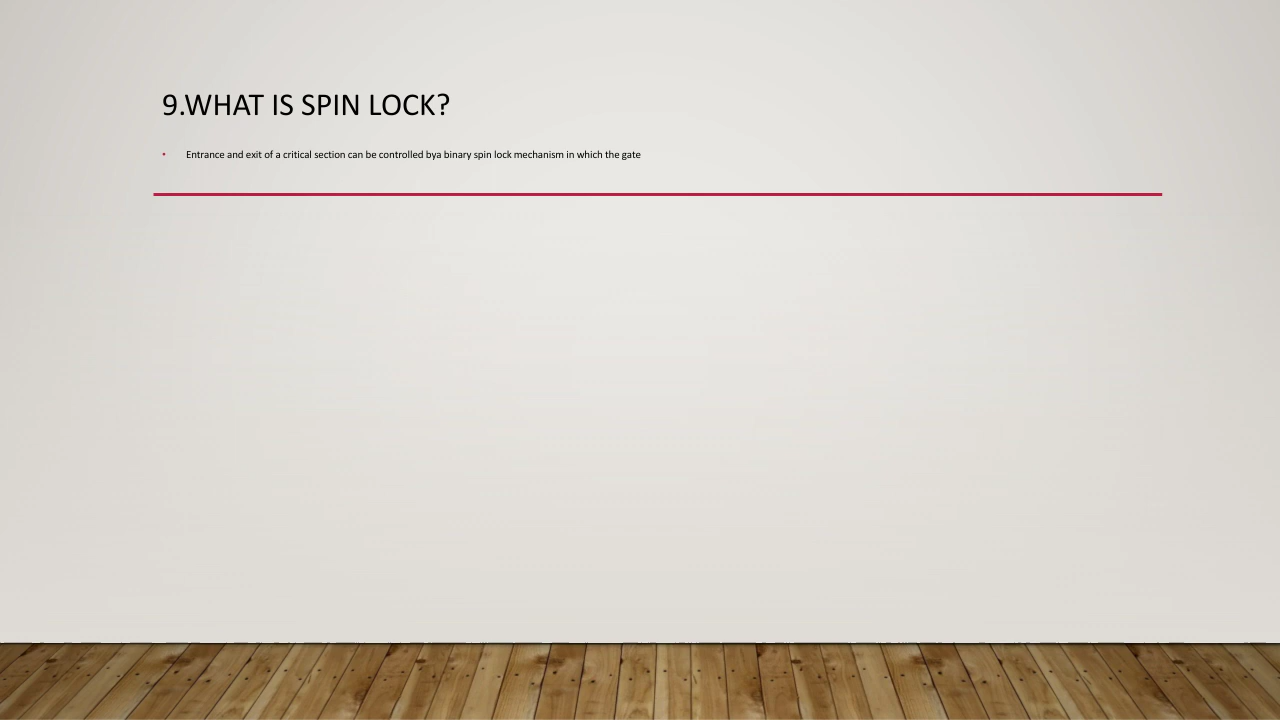 9.WHAT IS SPIN LOCK?
• Entrance and exit of a critical section can be controlled bya binary spin lock mechanism in which the gate